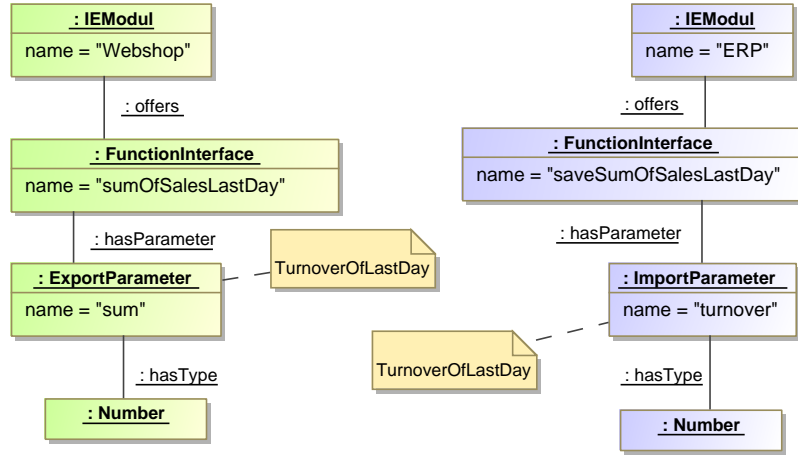 : IEModul
name = "Webshop"
: offers
: FunctionInterface
name = "sumOfSalesLastDay"
: hasParameter
: ExportParameter
name = "sum"
TurnoverOfLastDay
: hasType
: Number
: IEModul
name = "ERP"
: offers
: FunctionInterface
name = "saveSumOfSalesLastDay"
: hasParameter
: ImportParameter
name = "turnover"
TurnoverOfLastDay
: hasType
: Number